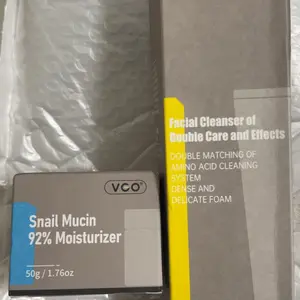 VCO
Snail Mucin
92% Moisturizer
50g / 1.76oz
Facial Cleanser of
Double Care and Effects
DOUBLE MATCHING OF
AMINO ACID CLEANING
SYSTEM
DENSE AND
DELICATE FOAM